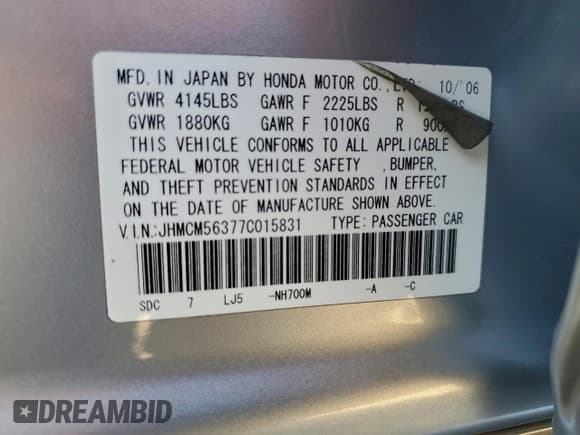 MFD. IN JAPAN BY HONDA MOTOR CO., 10/'06
GVWR 4145LBS GAWR F 2225LBS R
GVWR 1880KG GAWR F 1010KG R 900
THIS VEHICLE CONFORMS TO ALL APPLICABLE
FEDERAL MOTOR VEHICLE SAFETY , BUMPER,
AND THEFT PREVENTION STANDARDS IN EFFECT
ON THE DATE OF MANUFACTURE SHOWN ABOVE.
V.I.N.:JHMCM56377C015831 TYPE: PASSENGER CAR
SDC 7 LJ5 -NH700M -A -C
DREAMBID